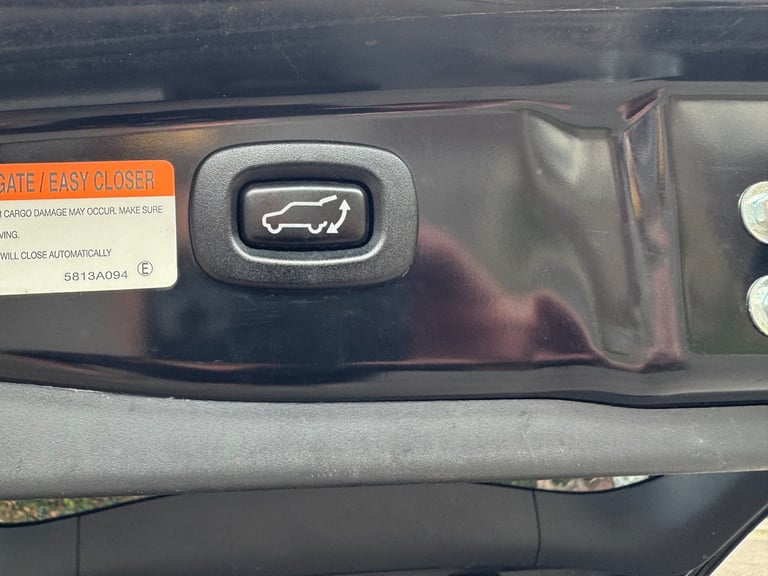 GATE / EASY CLOSER
CARGO DAMAGE MAY OCCUR. MAKE SURE
VING.
WILL CLOSE AUTOMATICALLY
5813A094 E